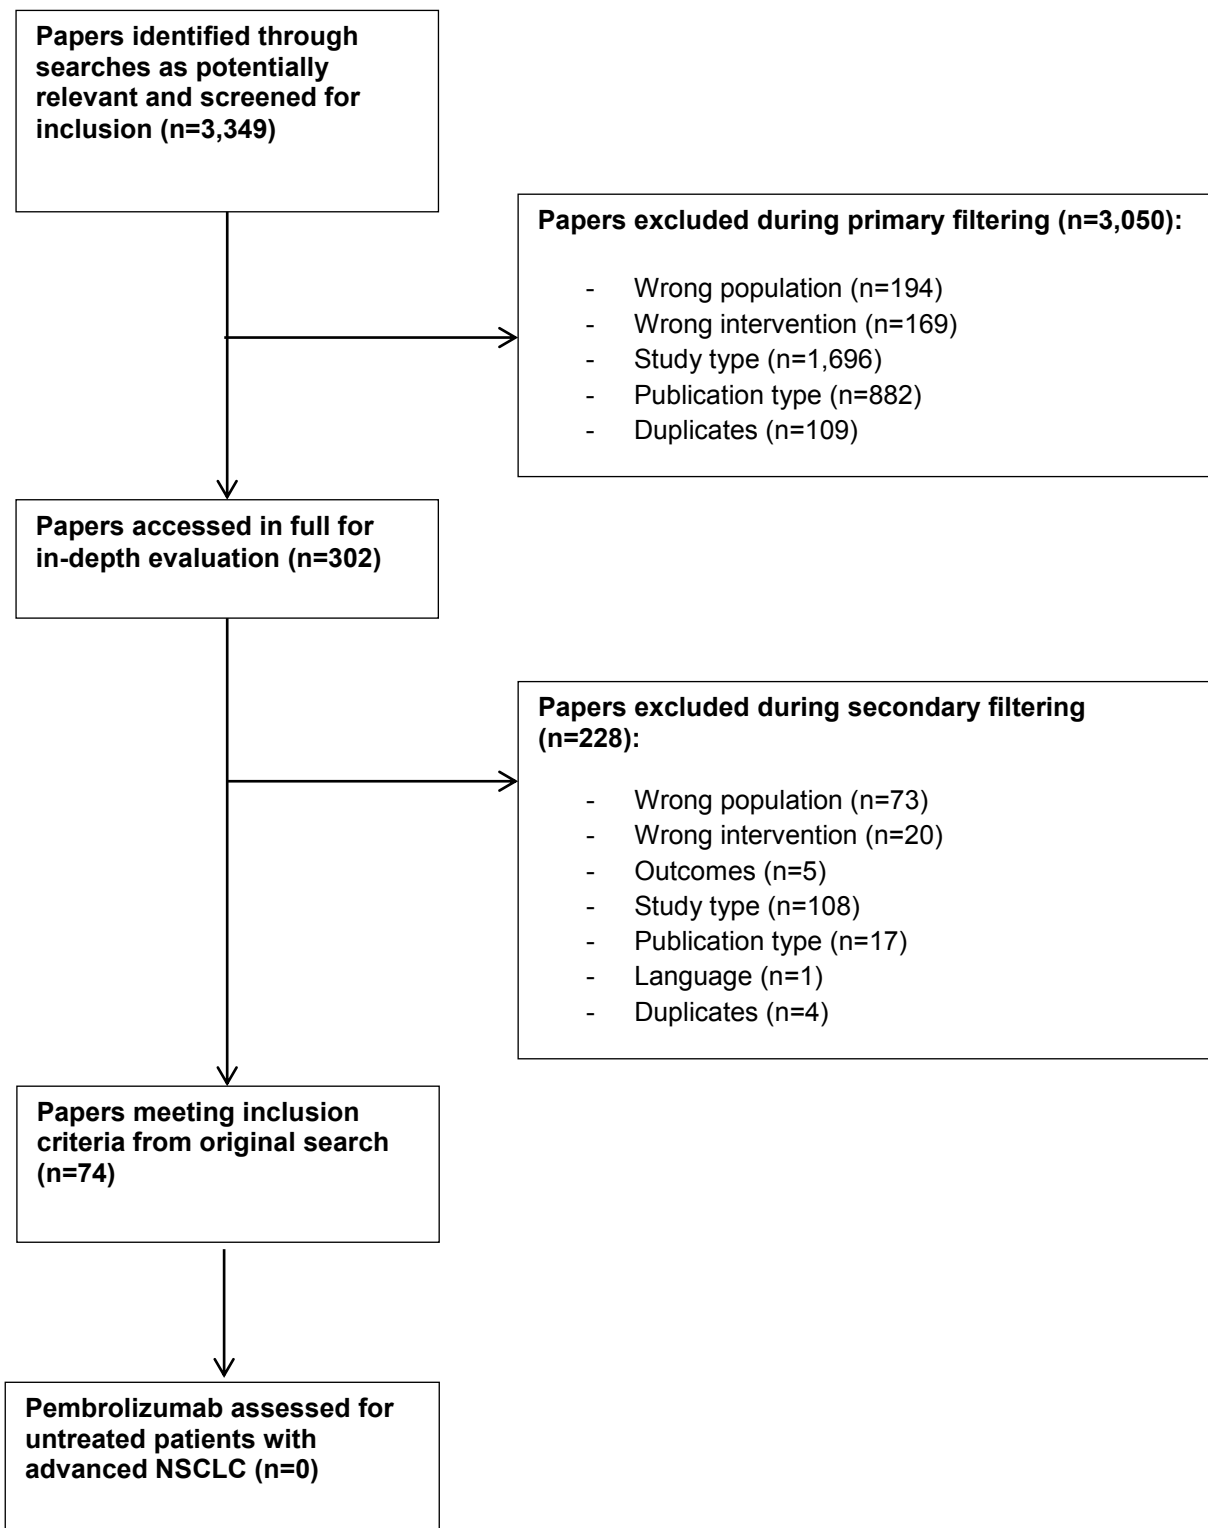 Papers identified through
searches as potentially
relevant and screened for
inclusion (n=3,349)
Papers excluded during primary filtering (n=3,050):
- Wrong population (n=194)
- Wrong intervention (n=169)
- Study type (n=1,696)
- Publication type (n=882)
- Duplicates (n=109)
Papers accessed in full for
in-depth evaluation (n=302)
Papers excluded during secondary filtering
(n=228):
- Wrong population (n=73)
- Wrong intervention (n=20)
- Outcomes (n=5)
- Study type (n=108)
- Publication type (n=17)
- Language (n=1)
- Duplicates (n=4)
Papers meeting inclusion
criteria from original search
(n=74)
Pembrolizumab assessed for
untreated patients with
advanced NSCLC (n=0)